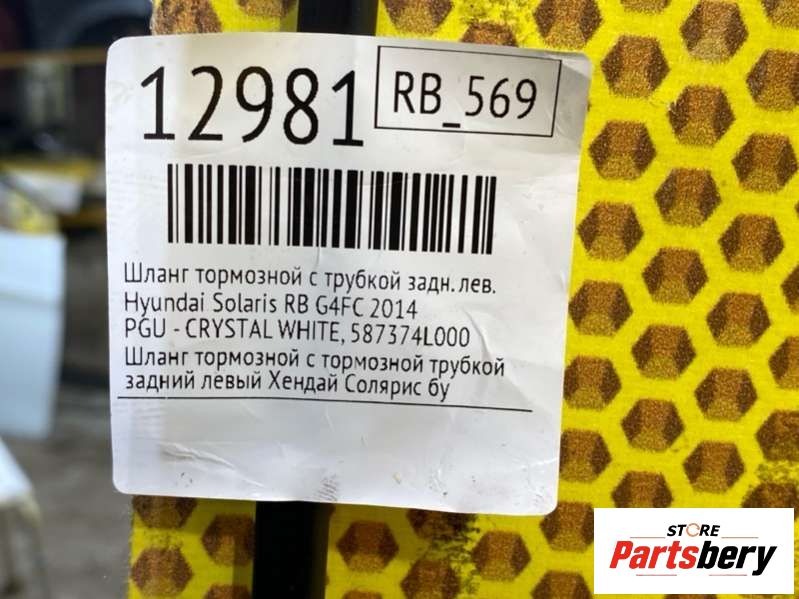 12981
RB_569
Шланг тормозной с трубкой задн. лев.
Hyundai Solaris RB G4FC 2014
PGU - CRYSTAL WHITE, 587374L000
Шланг тормозной с тормозной трубкой
задний левый Хендай Солярис бу
STORE
Partsbery